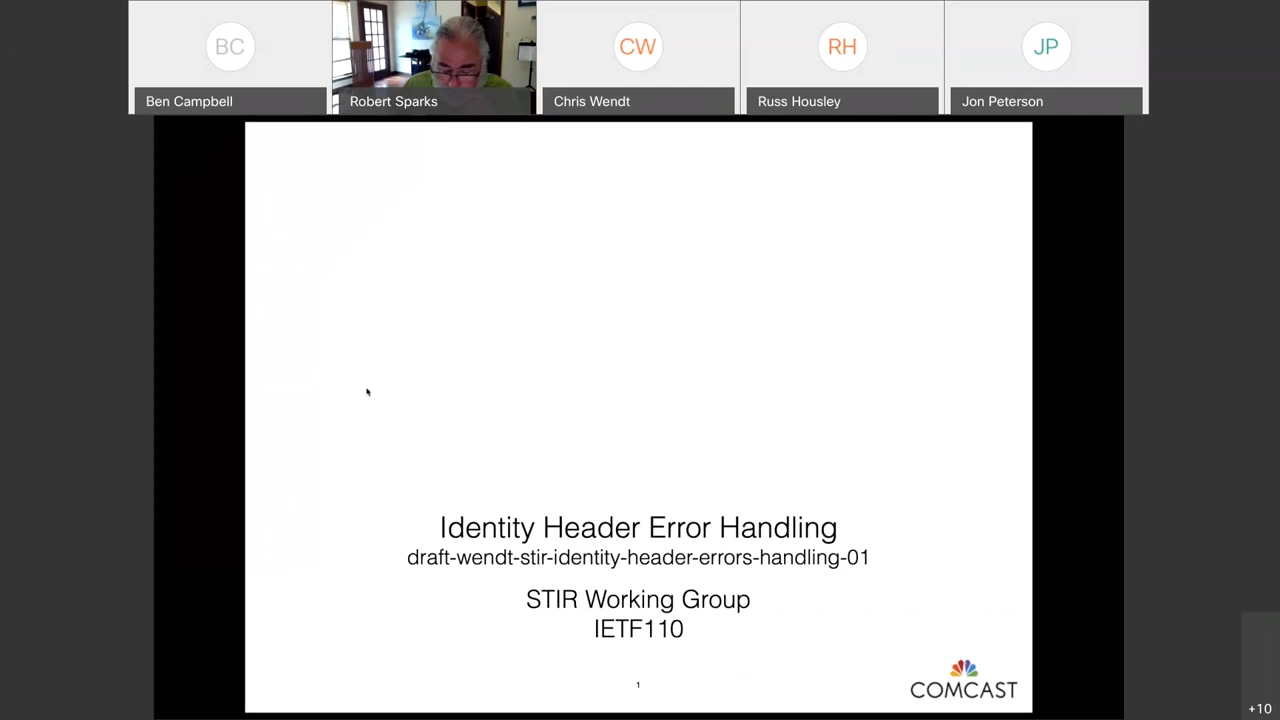 BC
CW
RH
JP
Ben Campbell
Robert Sparks
Chris Wendt
Russ Housley
Jon Peterson
Identity Header Error Handling
draft-wendt-stir-identity-header-errors-handling-01
STIR Working Group
IETF110
1
COMCAST
+10